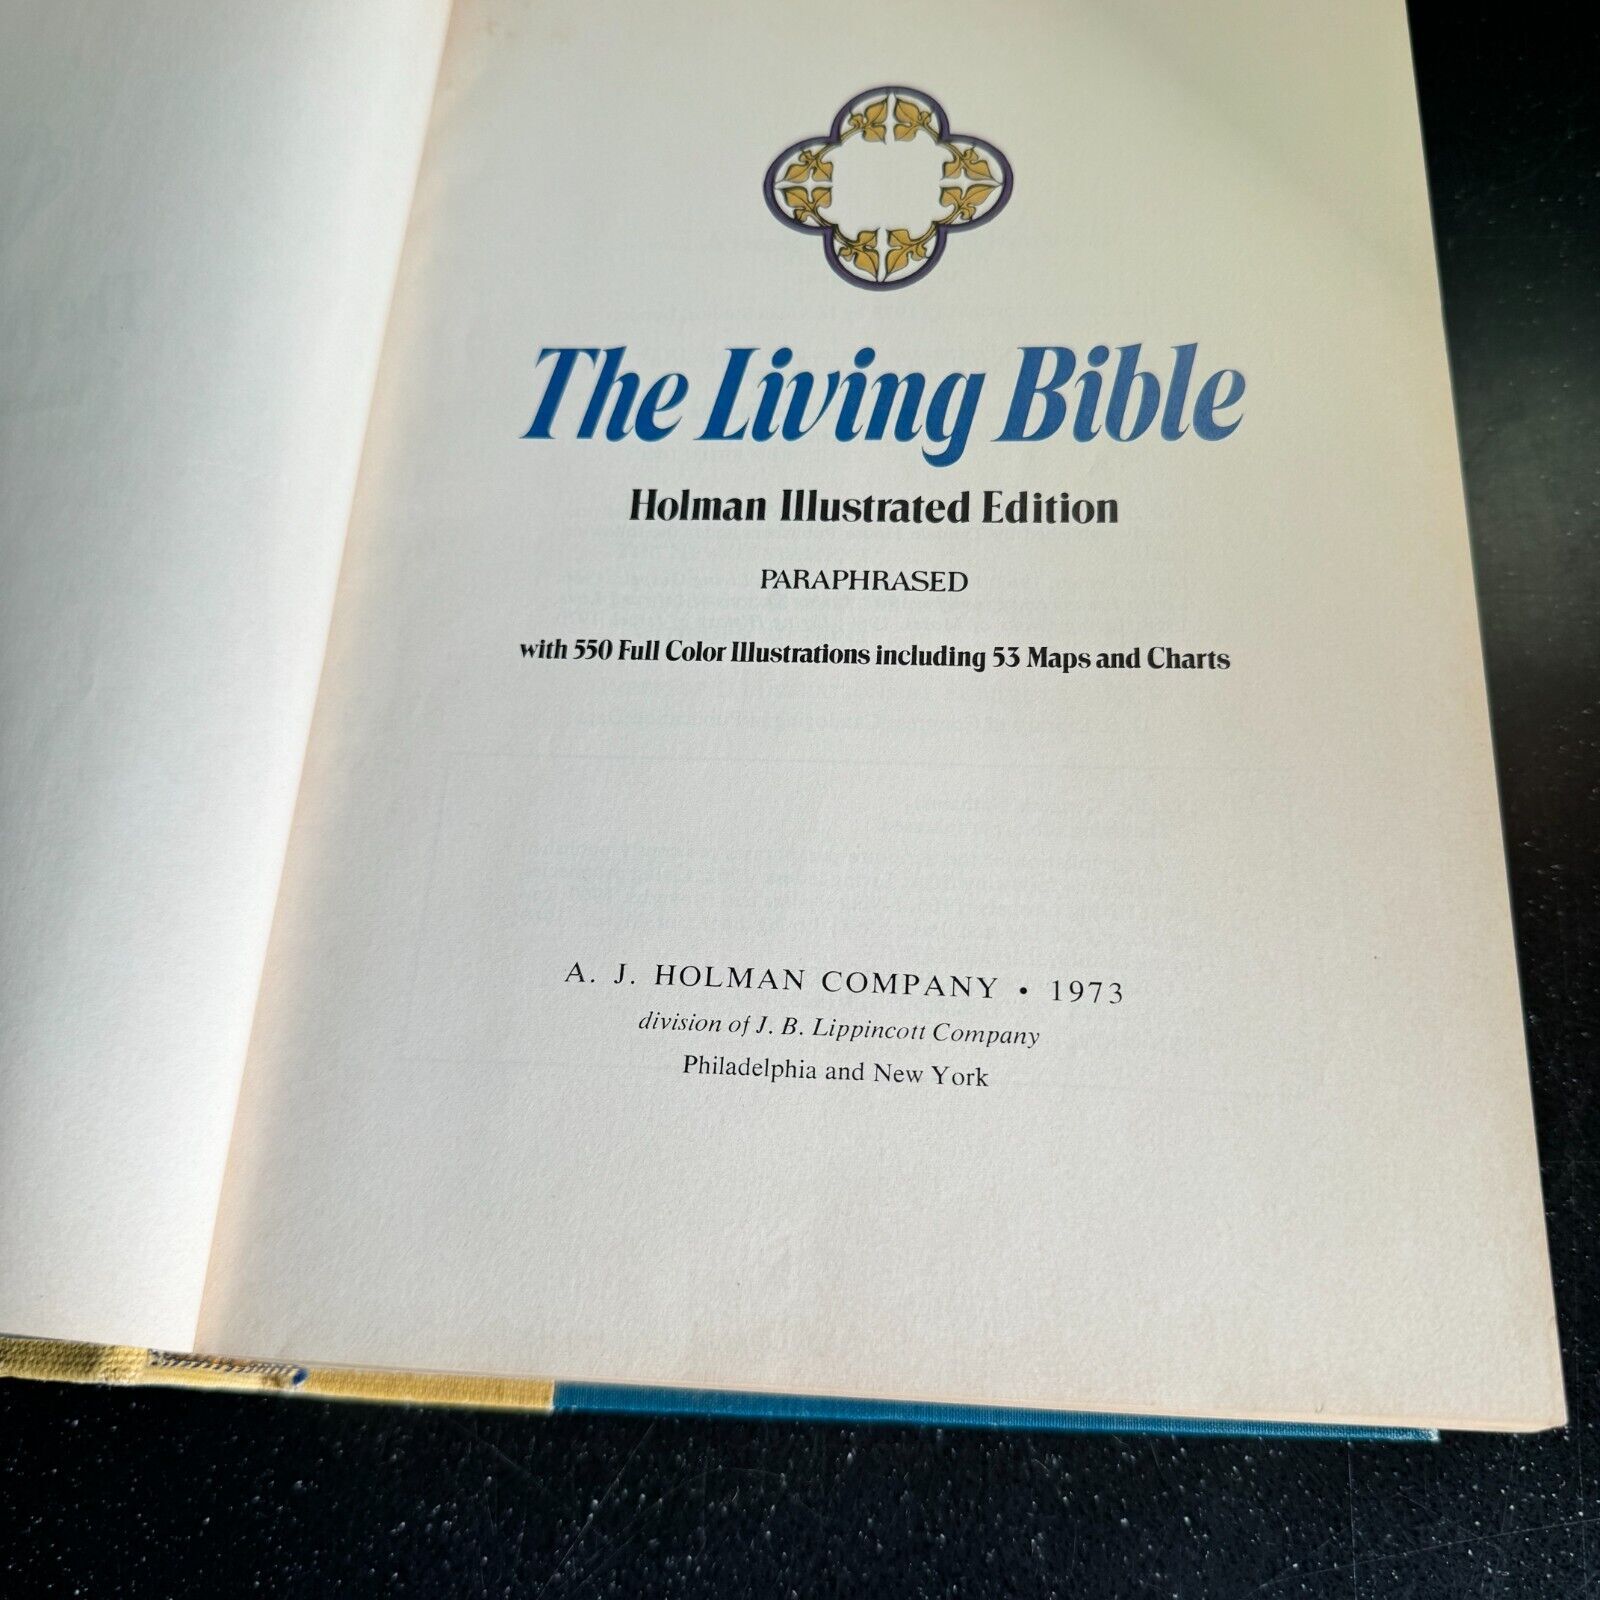 The Living Bible
Holman Illustrated Edition
PARAPHRASED
with 550 Full Color Illustrations including 53 Maps and Charts
A. J. HOLMAN COMPANY • 1973
division of J. B. Lippincott Company
Philadelphia and New York